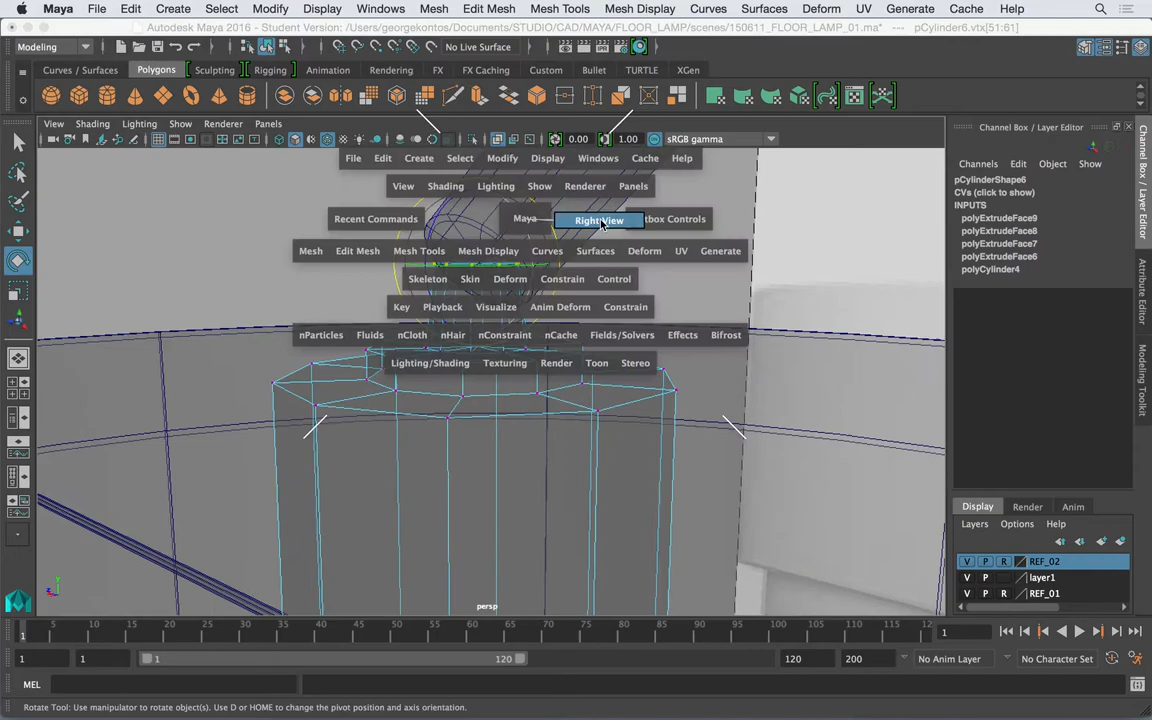 Maya File Edit Create Select Modify Display Windows Mesh Edit Mesh Mesh Tools Mesh Display Curves Surfaces Deform UV Generate Cache Help
Autodesk Maya 2016 - Student Version: /Users/georgekontos/Documents/STUDIO/CAD/MAYA/FLOOR_LAMP/scenes/150611_FLOOR_LAMP_01.ma* --- pCylinder6.vtx[51:61]
Modeling No Live Surface
Curves / Surfaces Polygons Sculpting Rigging Animation Rendering FX FX Caching Custom Bullet TURTLE XGen
View Shading Lighting Show Renderer Panels
Channel Box / Layer Editor
0.00 1.00 sRGB gamma
File Edit Create Select Modify Display Windows Cache Help
Channels Edit Object Show
View Shading Lighting Show Renderer Panels
pCylinderShape6
CVs (click to show)
INPUTS
Recent Commands Maya Right View tbox Controls
polyExtrudeFace9
polyExtrudeFace8
polyExtrudeFace7
polyExtrudeFace6
polyCylinder4
Mesh Edit Mesh Mesh Tools Mesh Display Curves Surfaces Deform UV Generate
Skeleton Skin Deform Constrain Control
Key Playback Visualize Anim Deform Constrain
nParticles Fluids nCloth nHair nConstraint nCache Fields/Solvers Effects Bifrost
Lighting/Shading Texturing Render Toon Stereo
Channel Box / Layer Editor
Attribute Editor
Modeling Toolkit
Display Render Anim
Layers Options Help
V P R REF_02
V P layer1
V P R REF_01
persp
5 10 15 20 25 30 35 40 45 50 55 60 65 70 75 80 85 90 95 100 105 110 115 12
1 1
1 1 1 120 120 200 No Anim Layer No Character Set
MEL
Rotate Tool: Use manipulator to rotate object(s). Use D or HOME to change the pivot position and axis orientation.